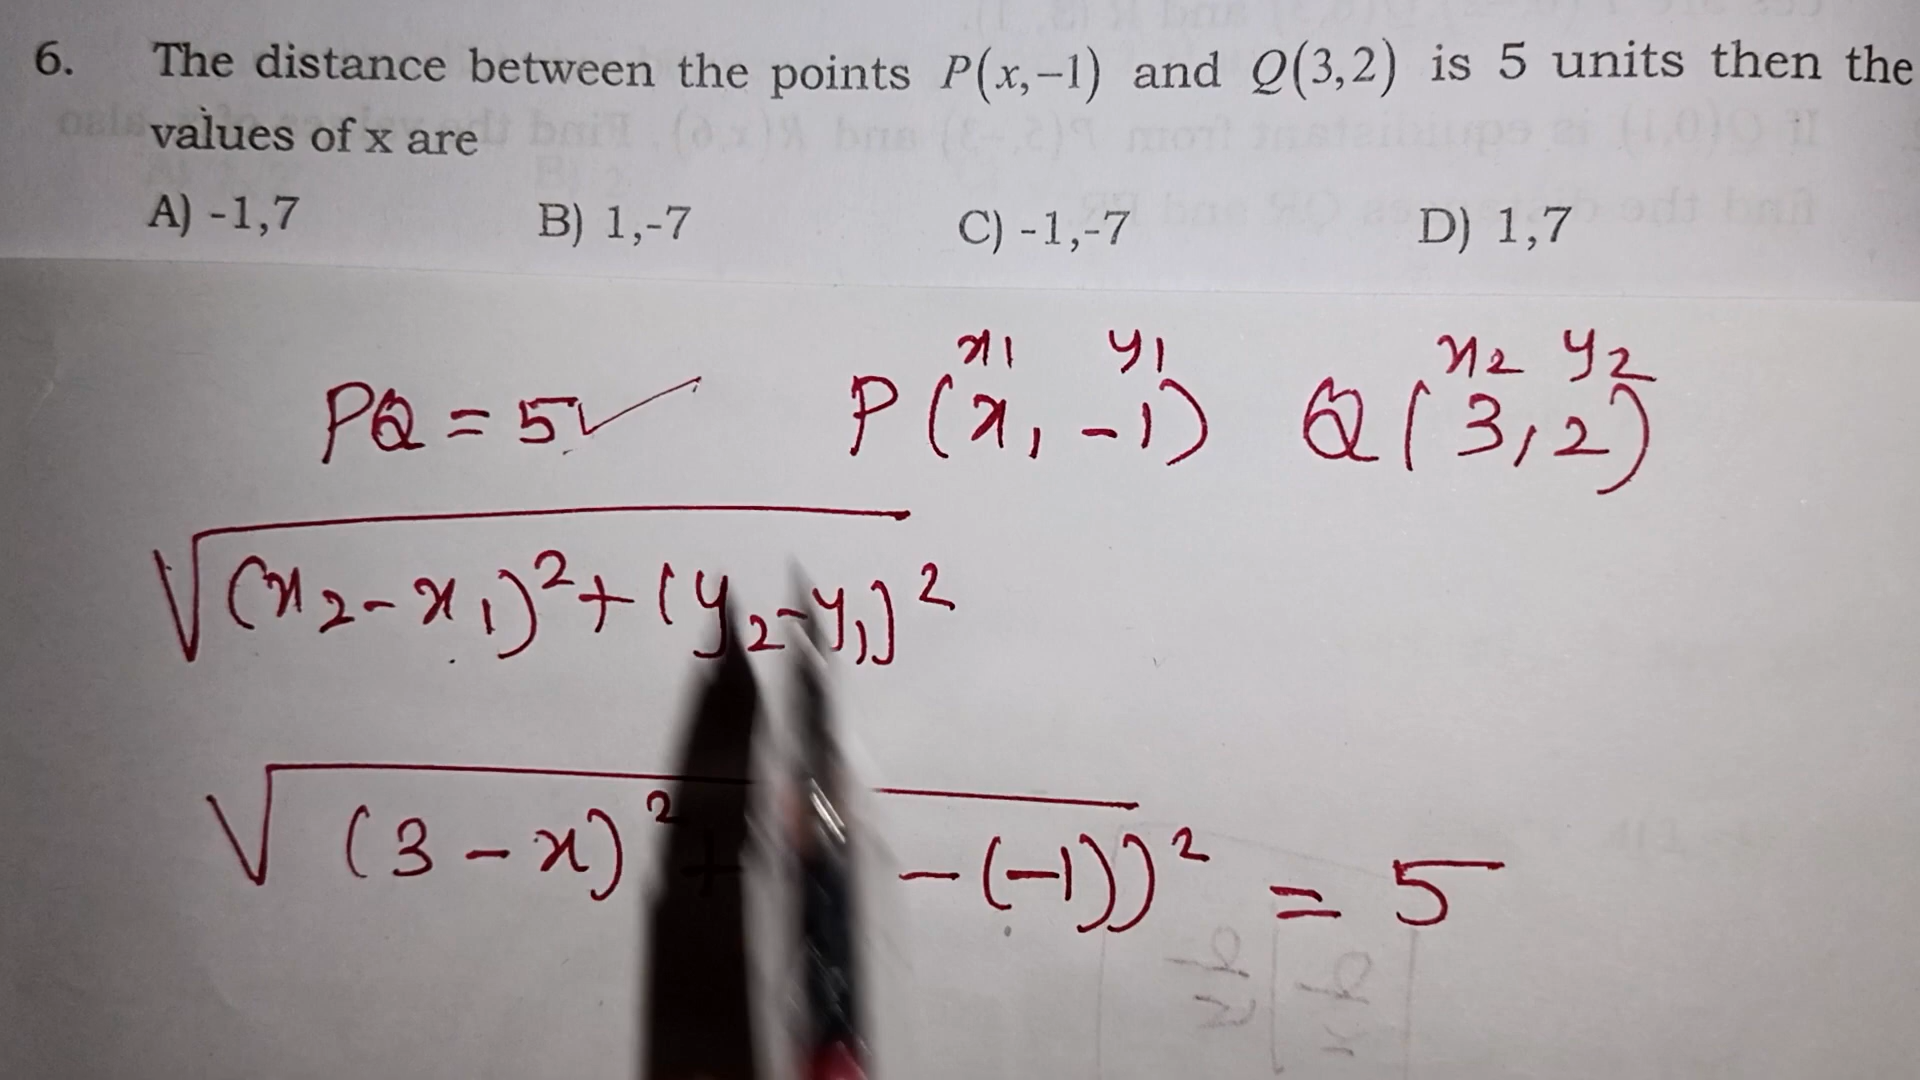 6. The distance between the points P(x,-1) and Q(3,2) is 5 units then the
values of x are
A) -1,7 B) 1,-7 C) -1,-7 D) 1,7
x1 y1 x2 y2
PQ = 5✓ P(x, -1) Q(3,2)
√(x2-x1)²+(y2-y1)²
√(3-x)²+ -(-1))² = 5